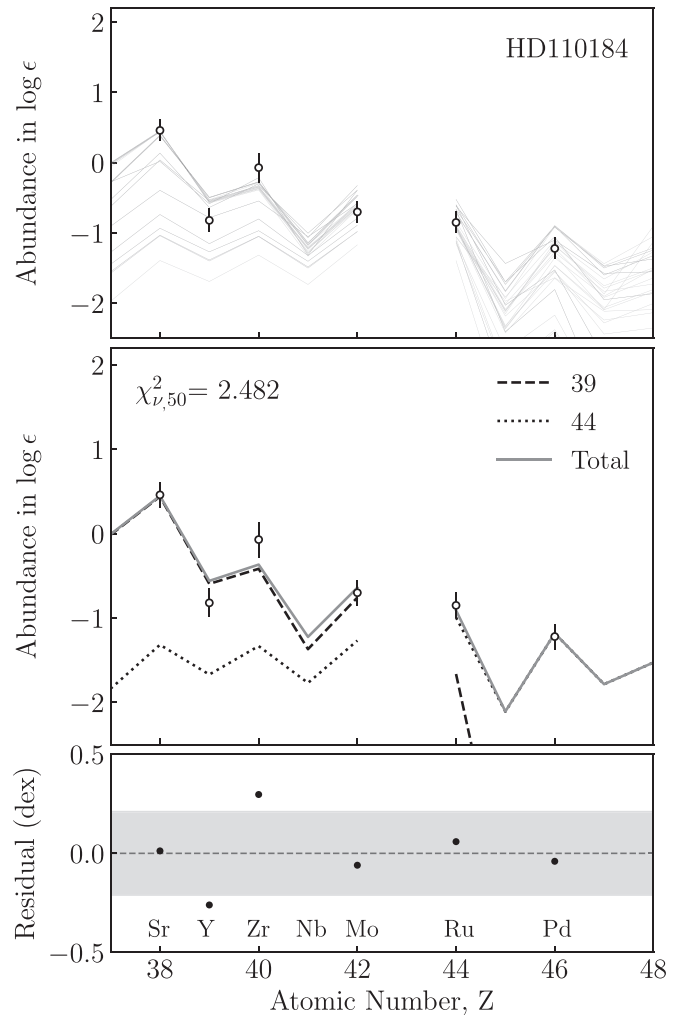 HD110184
Abundance in log ϵ
2
1
0
−1
−2
χ²ν,50 = 2.482
39
44
Total
Abundance in log ϵ
2
1
0
−1
−2
Residual (dex)
0.5
0.0
−0.5
Sr Y Zr Nb Mo Ru Pd
38 40 42 44 46 48
Atomic Number, Z